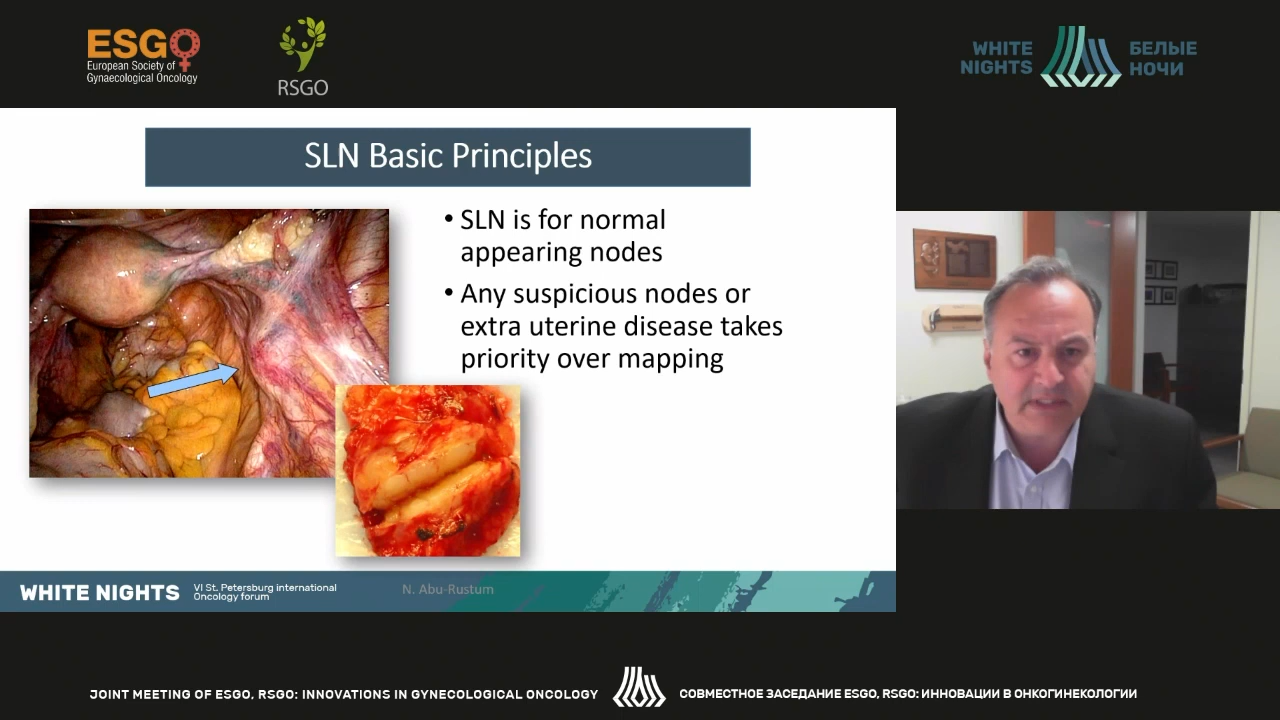 ESGO
European Society of
Gynaecological Oncology
RSGO
WHITE
NIGHTS
БЕЛЫЕ
НОЧИ
SLN Basic Principles
• SLN is for normal
appearing nodes
• Any suspicious nodes or
extra uterine disease takes
priority over mapping
WHITE NIGHTS
VI St. Petersburg international
Oncology forum
N. Abu-Rustum
JOINT MEETING OF ESGO, RSGO: INNOVATIONS IN GYNECOLOGICAL ONCOLOGY
СОВМЕСТНОЕ ЗАСЕДАНИЕ ESGO, RSGO: ИННОВАЦИИ В ОНКОГИНЕКОЛОГИИ